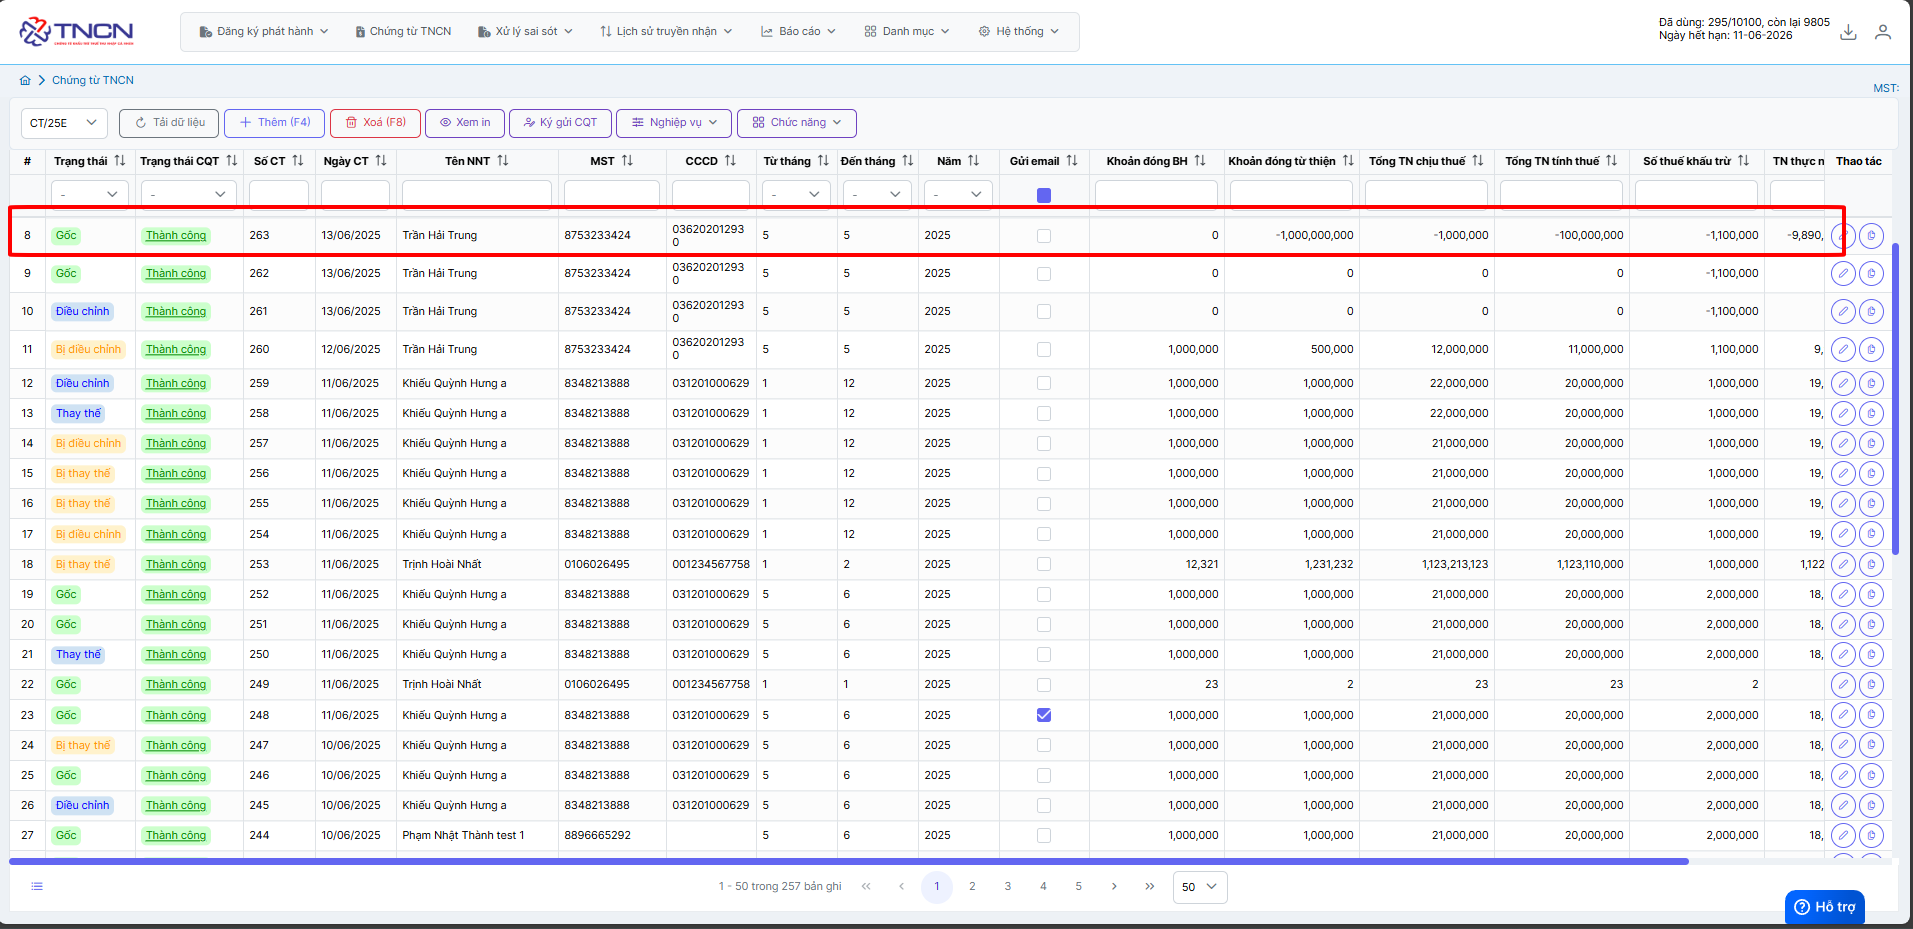 TNCN
Đăng ký phát hành
Chứng từ TNCN
Xử lý sai sót
Lịch sử truyền nhận
Báo cáo
Danh mục
Hệ thống
Đã dùng: 295/10100, còn lại 9805
Ngày hết hạn: 11-06-2026
Chứng từ TNCN
MST:
CT/25E Tải dữ liệu Thêm (F4) Xoá (F8) Xem in Ký gửi CQT Nghiệp vụ Chức năng
# Trạng thái Trạng thái CQT Số CT Ngày CT Tên NNT MST CCCD Từ tháng Đến tháng Năm Gửi email Khoản đóng BH Khoản đóng từ thiện Tổng TN chịu thuế Tổng TN tính thuế Số thuế khấu trừ TN thực n Thao tác
- - - - -
8 Gốc Thành công 263 13/06/2025 Trần Hải Trung 8753233424 036202012930 5 5 2025 0 -1,000,000,000 -1,000,000 -100,000,000 -1,100,000 -9,890,
9 Gốc Thành công 262 13/06/2025 Trần Hải Trung 8753233424 036202012930 5 5 2025 0 0 0 0 -1,100,000
10 Điều chỉnh Thành công 261 13/06/2025 Trần Hải Trung 8753233424 036202012930 5 5 2025 0 0 0 0 -1,100,000
11 Bị điều chỉnh Thành công 260 12/06/2025 Trần Hải Trung 8753233424 036202012930 5 5 2025 1,000,000 500,000 12,000,000 11,000,000 1,100,000 9,
12 Điều chỉnh Thành công 259 11/06/2025 Khiếu Quỳnh Hưng a 8348213888 031201000629 1 12 2025 1,000,000 1,000,000 22,000,000 20,000,000 1,000,000 19,
13 Thay thế Thành công 258 11/06/2025 Khiếu Quỳnh Hưng a 8348213888 031201000629 1 12 2025 1,000,000 1,000,000 22,000,000 20,000,000 1,000,000 19,
14 Bị điều chỉnh Thành công 257 11/06/2025 Khiếu Quỳnh Hưng a 8348213888 031201000629 1 12 2025 1,000,000 1,000,000 21,000,000 20,000,000 1,000,000 19,
15 Bị thay thế Thành công 256 11/06/2025 Khiếu Quỳnh Hưng a 8348213888 031201000629 1 12 2025 1,000,000 1,000,000 21,000,000 20,000,000 1,000,000 19,
16 Bị thay thế Thành công 255 11/06/2025 Khiếu Quỳnh Hưng a 8348213888 031201000629 1 12 2025 1,000,000 1,000,000 21,000,000 20,000,000 1,000,000 19,
17 Bị điều chỉnh Thành công 254 11/06/2025 Khiếu Quỳnh Hưng a 8348213888 031201000629 1 12 2025 1,000,000 1,000,000 21,000,000 20,000,000 1,000,000 19,
18 Bị thay thế Thành công 253 11/06/2025 Trịnh Hoài Nhất 0106026495 001234567758 1 2 2025 12,321 1,231,232 1,123,213,123 1,123,110,000 1,000,000 1,122
19 Gốc Thành công 252 11/06/2025 Khiếu Quỳnh Hưng a 8348213888 031201000629 5 6 2025 1,000,000 1,000,000 21,000,000 20,000,000 2,000,000 18,
20 Gốc Thành công 251 11/06/2025 Khiếu Quỳnh Hưng a 8348213888 031201000629 5 6 2025 1,000,000 1,000,000 21,000,000 20,000,000 2,000,000 18,
21 Thay thế Thành công 250 11/06/2025 Khiếu Quỳnh Hưng a 8348213888 031201000629 5 6 2025 1,000,000 1,000,000 21,000,000 20,000,000 2,000,000 18,
22 Gốc Thành công 249 11/06/2025 Trịnh Hoài Nhất 0106026495 001234567758 1 1 2025 23 2 23 23 2
23 Gốc Thành công 248 11/06/2025 Khiếu Quỳnh Hưng a 8348213888 031201000629 5 6 2025 1,000,000 1,000,000 21,000,000 20,000,000 2,000,000 18,
24 Bị thay thế Thành công 247 10/06/2025 Khiếu Quỳnh Hưng a 8348213888 031201000629 5 6 2025 1,000,000 1,000,000 21,000,000 20,000,000 2,000,000 18,
25 Gốc Thành công 246 10/06/2025 Khiếu Quỳnh Hưng a 8348213888 031201000629 5 6 2025 1,000,000 1,000,000 21,000,000 20,000,000 2,000,000 18,
26 Điều chỉnh Thành công 245 10/06/2025 Khiếu Quỳnh Hưng a 8348213888 031201000629 5 6 2025 1,000,000 1,000,000 21,000,000 20,000,000 2,000,000 18,
27 Gốc Thành công 244 10/06/2025 Phạm Nhật Thành test 1 8896665292 5 6 2025 1,000,000 1,000,000 21,000,000 20,000,000 2,000,000 18,
1 - 50 trong 257 bản ghi « ‹ 1 2 3 4 5 › » 50
Hỗ trợ